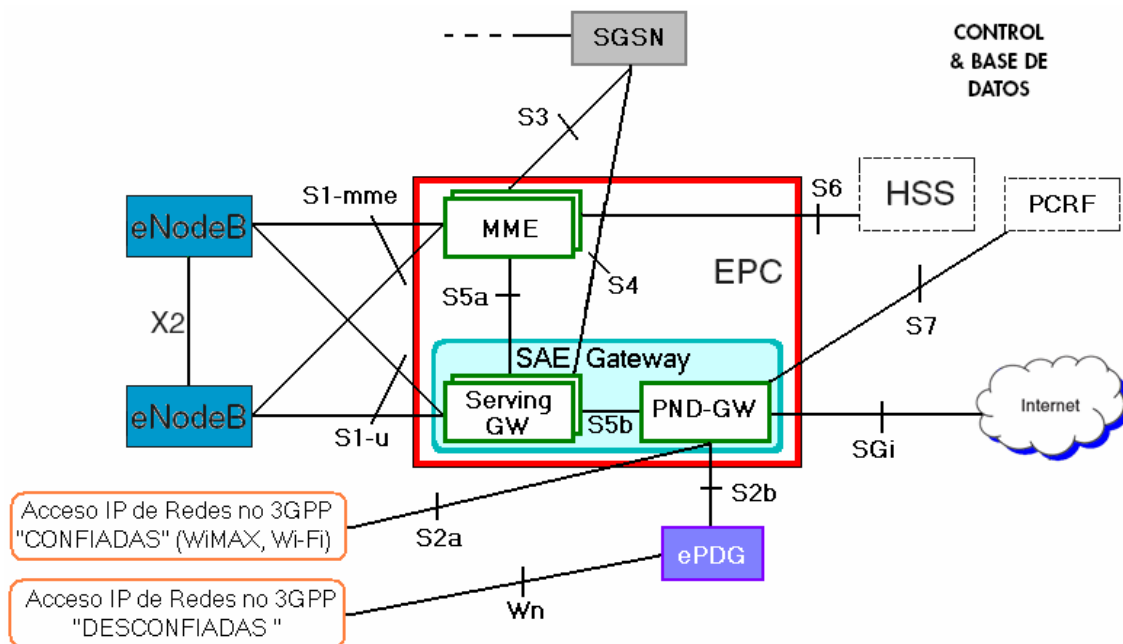 SGSN
CONTROL
& BASE DE
DATOS
S3
S1-mme
S6
HSS
PCRF
eNodeB
MME
S4
EPC
X2
S5a
S7
SAE Gateway
eNodeB
Serving
GW
S5b
PND-GW
Internet
S1-u
SGi
Acceso IP de Redes no 3GPP
"CONFIADAS" (WiMAX, Wi-Fi)
S2a
S2b
ePDG
Acceso IP de Redes no 3GPP
"DESCONFIADAS "
Wn